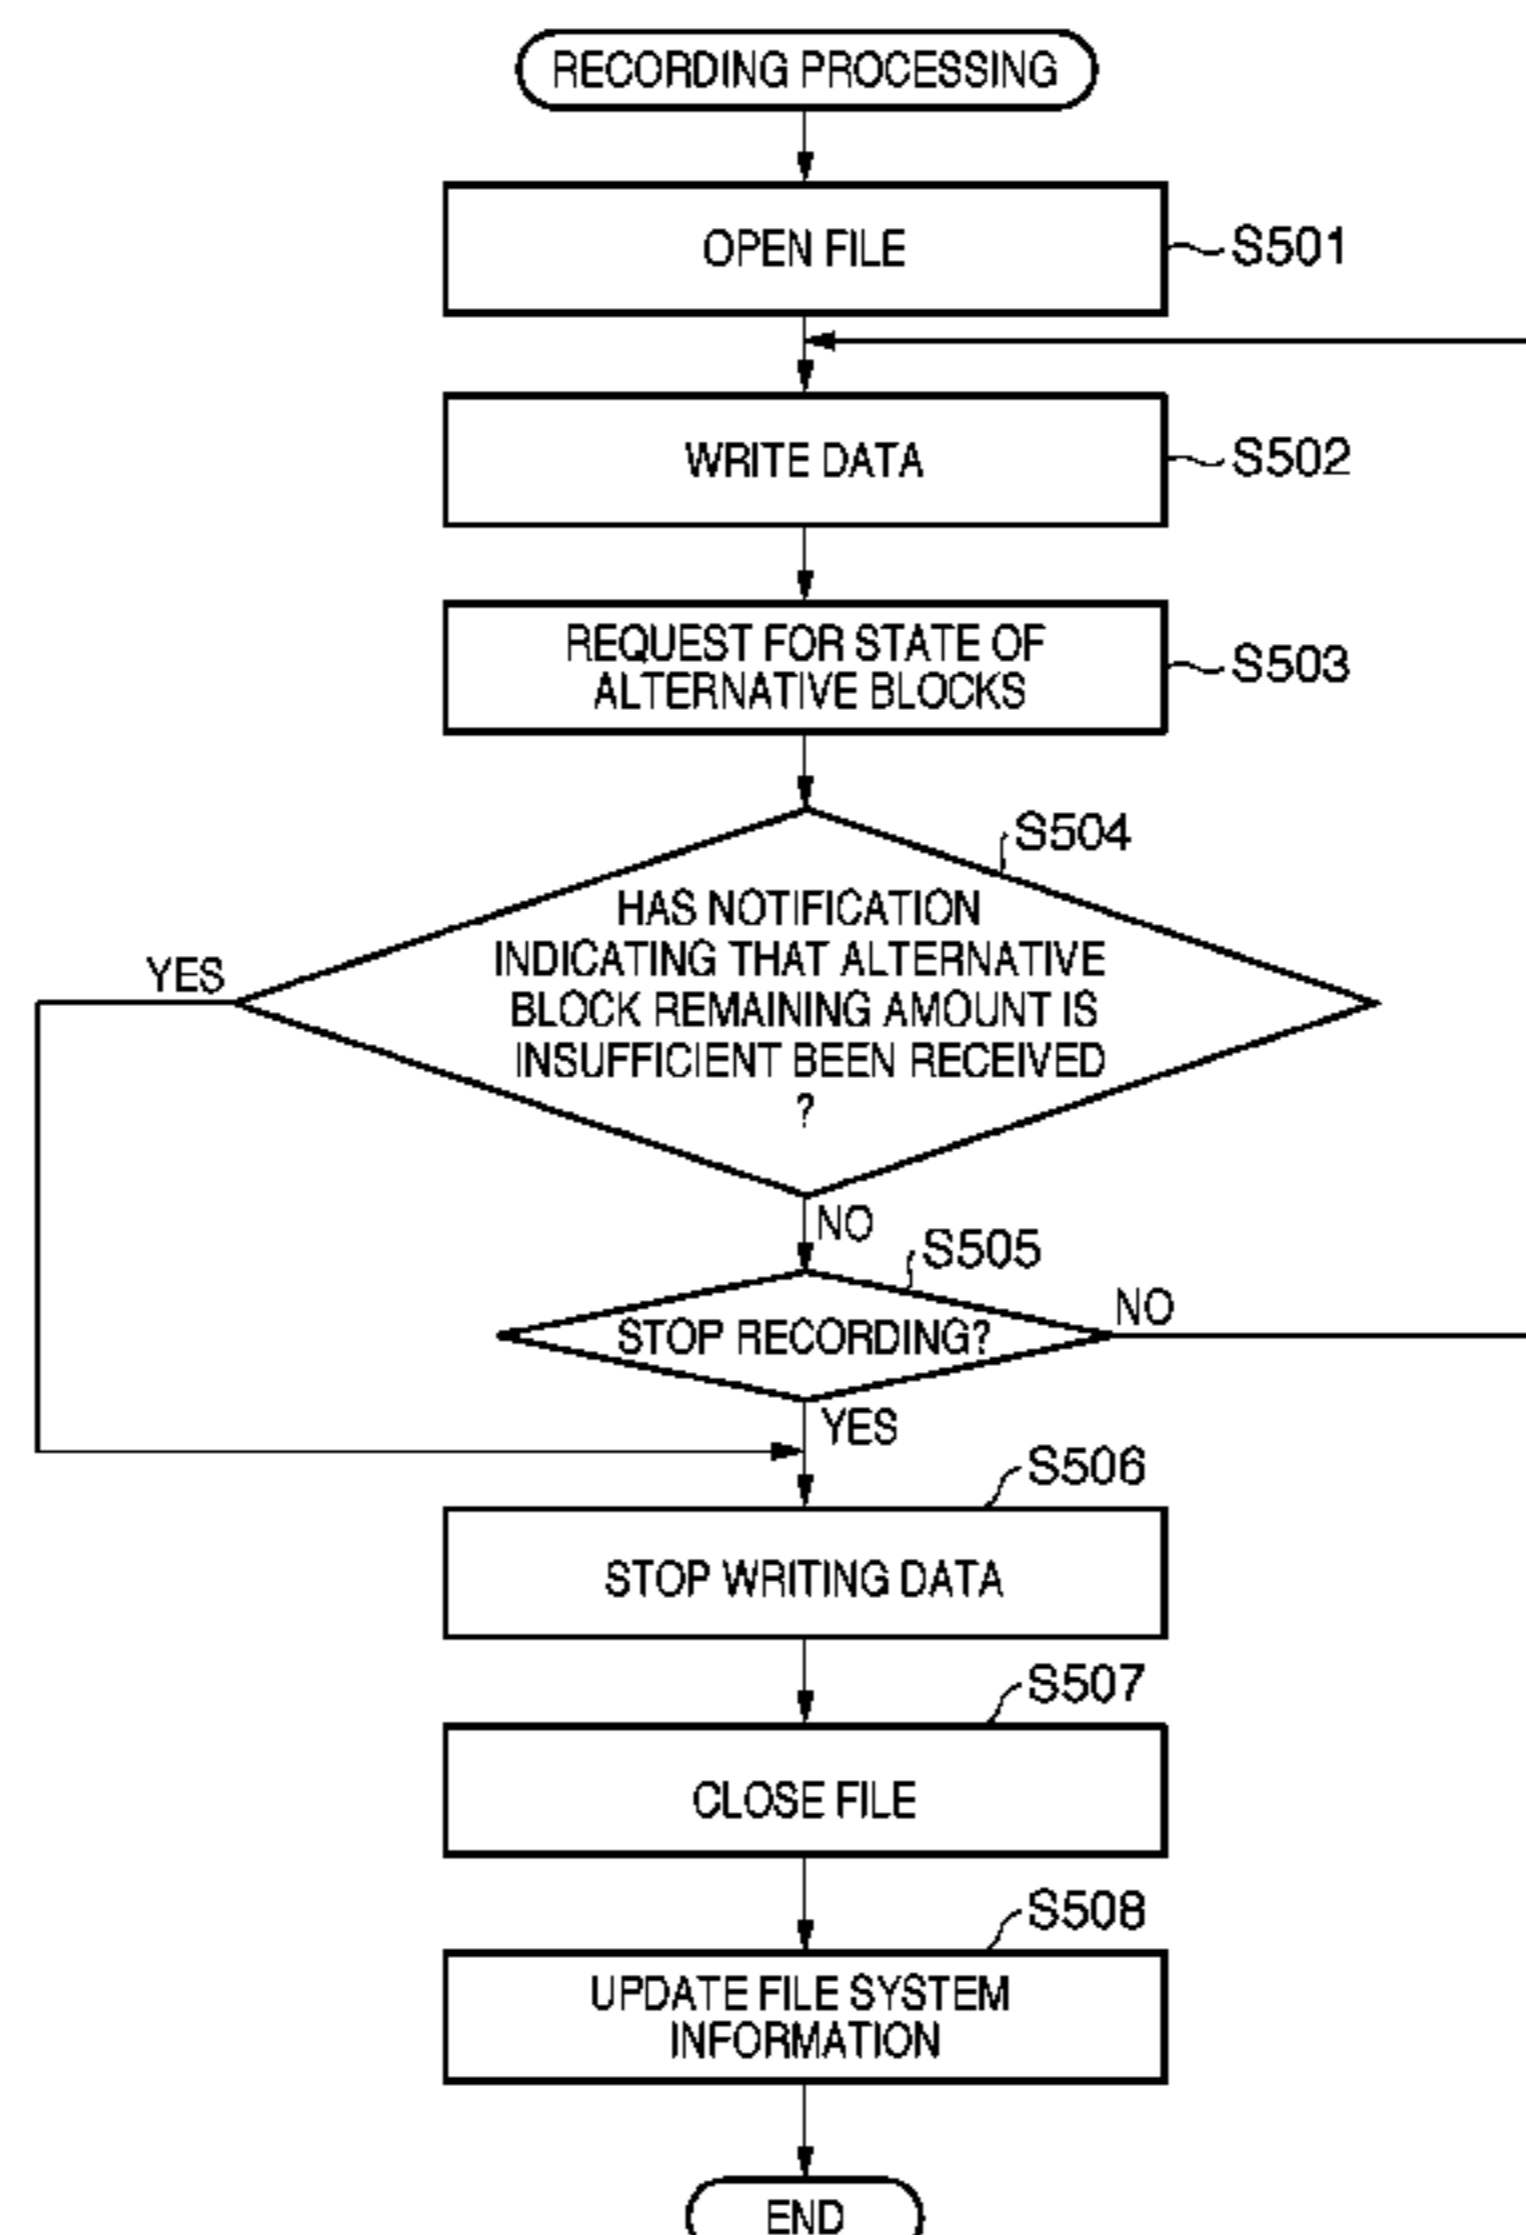 RECORDING PROCESSING
OPEN FILE
S501
WRITE DATA
S502
REQUEST FOR STATE OF
ALTERNATIVE BLOCKS
S503
S504
HAS NOTIFICATION
INDICATING THAT ALTERNATIVE
BLOCK REMAINING AMOUNT IS
INSUFFICIENT BEEN RECEIVED
?
YES
NO
S505
STOP RECORDING?
NO
YES
S506
STOP WRITING DATA
S507
CLOSE FILE
S508
UPDATE FILE SYSTEM
INFORMATION
END